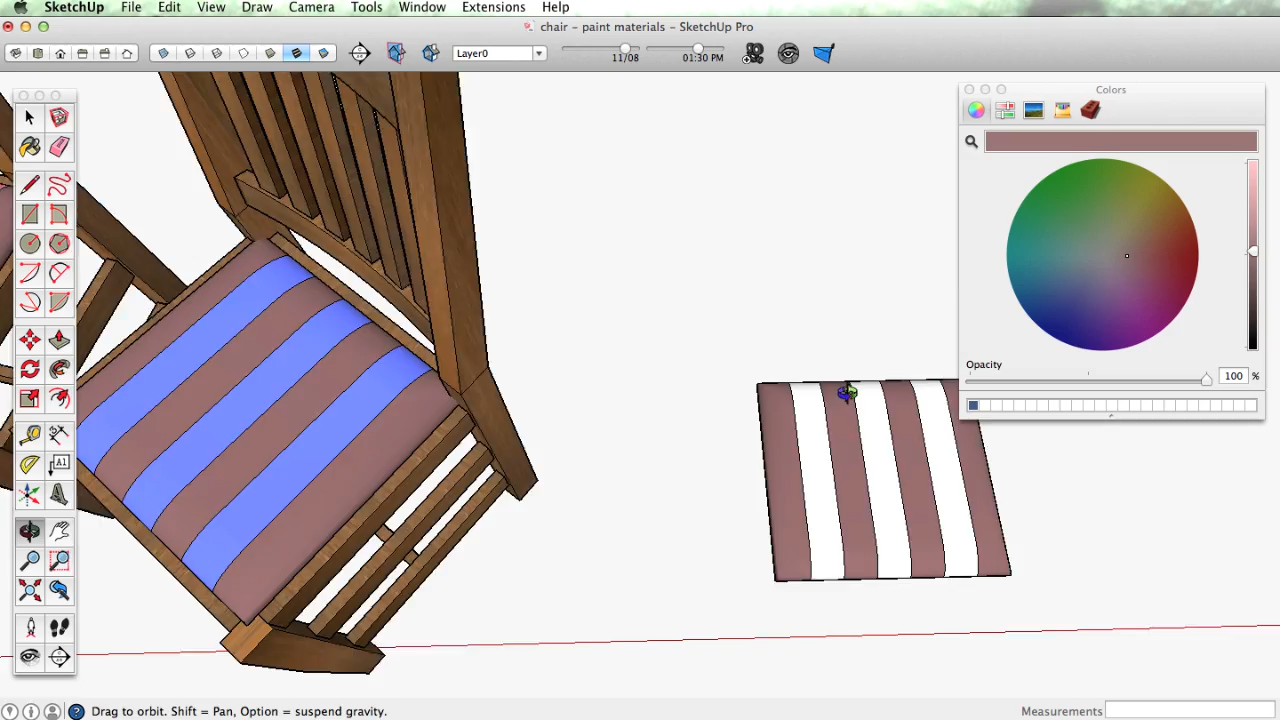 SketchUp File Edit View Draw Camera Tools Window Extensions Help
chair - paint materials - SketchUp Pro
Layer0
11/08
01:30 PM
Colors
Opacity
100 %
A1
Drag to orbit. Shift = Pan, Option = suspend gravity.
Measurements